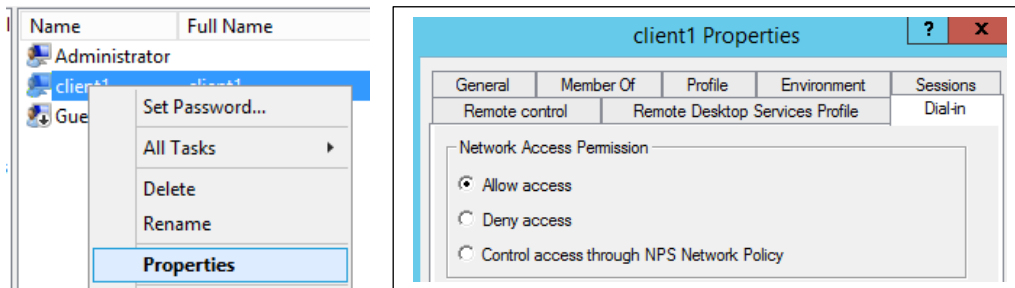 Name Full Name
Administrator
client1 client1
Gue
Set Password...
All Tasks
Delete
Rename
Properties
client1 Properties
? x
General Member Of Profile Environment Sessions
Remote control Remote Desktop Services Profile Dial-in
Network Access Permission
Allow access
Deny access
Control access through NPS Network Policy